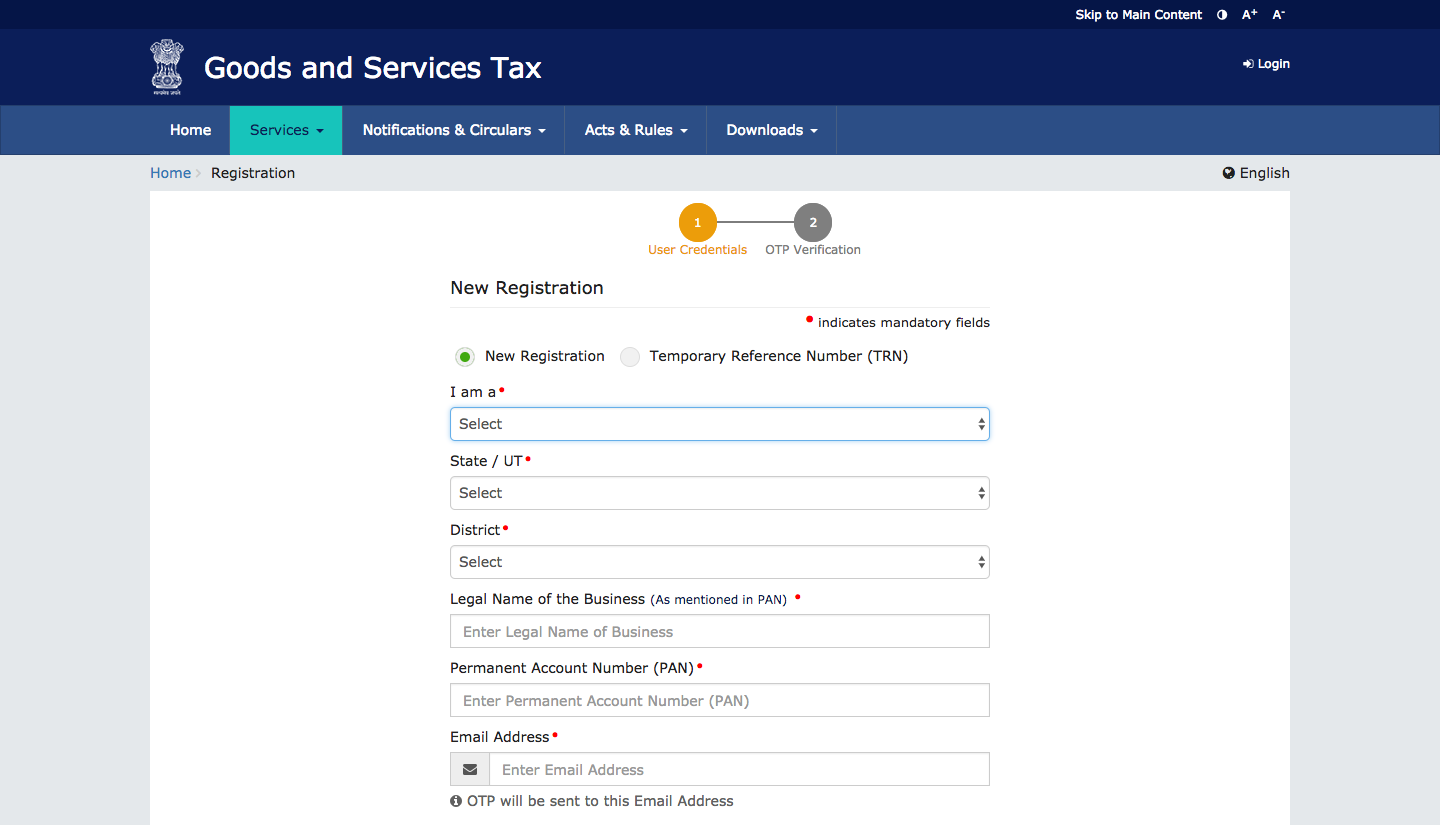 Skip to Main Content A+ A-
Goods and Services Tax
Login
Home Services Notifications & Circulars Acts & Rules Downloads
Home Registration English
1 2
User Credentials OTP Verification
New Registration
indicates mandatory fields
New Registration Temporary Reference Number (TRN)
I am a
Select
State / UT
Select
District
Select
Legal Name of the Business (As mentioned in PAN)
Enter Legal Name of Business
Permanent Account Number (PAN)
Enter Permanent Account Number (PAN)
Email Address
Enter Email Address
OTP will be sent to this Email Address